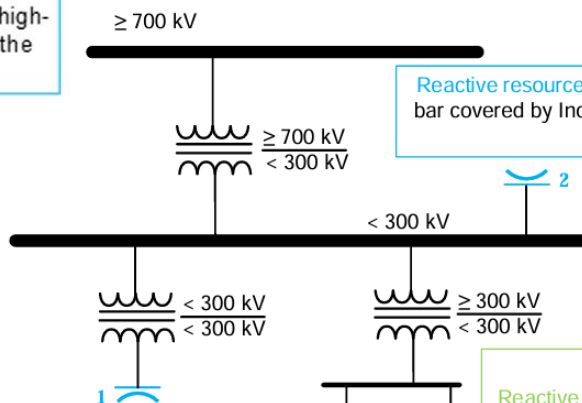 high-
the
≥ 700 kV
Reactive resource
bar covered by Inc
≥ 700 kV
< 300 kV
2
< 300 kV
< 300 kV
< 300 kV
≥ 300 kV
< 300 kV
1
Reactive